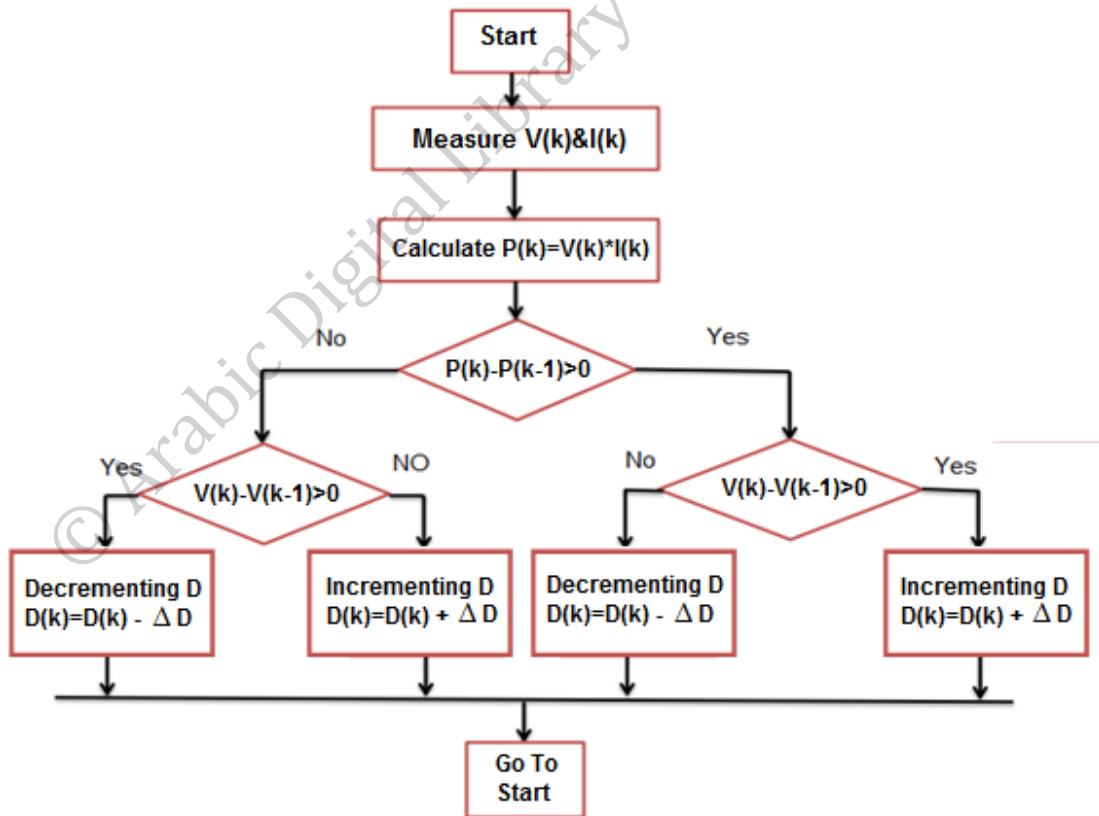 Start
Measure V(k)&I(k)
Calculate P(k)=V(k)*I(k)
No
Yes
P(k)-P(k-1)>0
Yes
NO
V(k)-V(k-1)>0
No
Yes
V(k)-V(k-1)>0
Decrementing D
D(k)=D(k) - Δ D
Incrementing D
D(k)=D(k) + Δ D
Decrementing D
D(k)=D(k) - Δ D
Incrementing D
D(k)=D(k) + Δ D
Go To
Start
© Arabic Digital Library